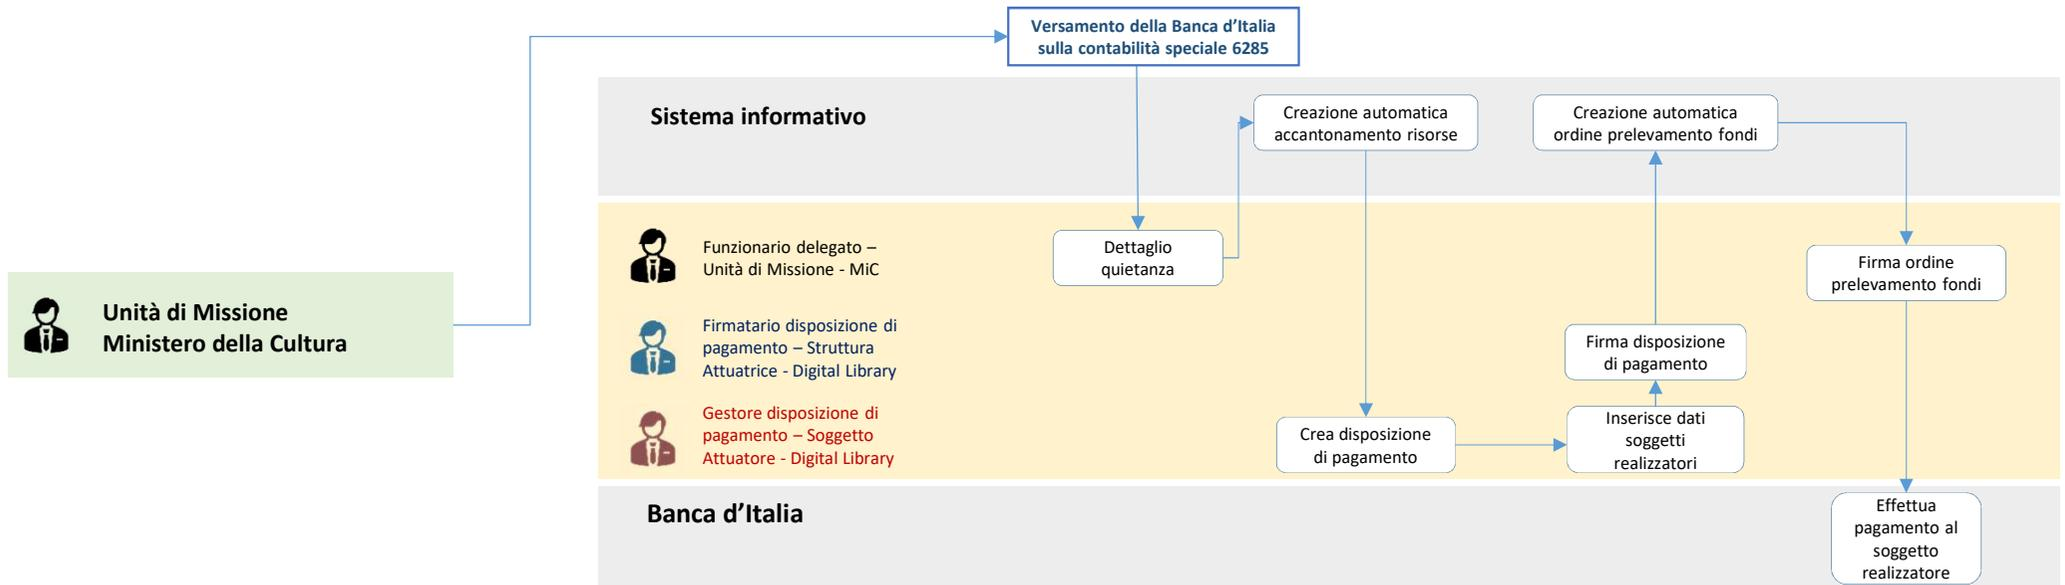 Versamento della Banca d'Italia
sulla contabilità speciale 6285
Sistema informativo
Creazione automatica
accantonamento risorse
Creazione automatica
ordine prelevamento fondi
Funzionario delegato –
Unità di Missione - MiC
Dettaglio
quietanza
Firma ordine
prelevamento fondi
Unità di Missione
Ministero della Cultura
Firmatario disposizione di
pagamento – Struttura
Attuatrice - Digital Library
Firma disposizione
di pagamento
Gestore disposizione di
pagamento – Soggetto
Attuatore - Digital Library
Crea disposizione
di pagamento
Inserisce dati
soggetti
realizzatori
Banca d'Italia
Effettua
pagamento al
soggetto
realizzatore